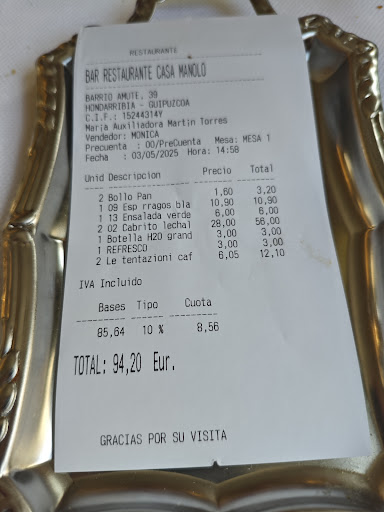 RESTAURANTE
BAR RESTAURANTE CASA MANOLO
BARRIO AMUTE, 39
HONDARRIBIA - GUIPUZCOA
C.I.F.: 15244314Y
Maria Auxiliadora Martin Torres
Vendedor: MONICA
Precuenta : 00/PreCuenta Mesa: MESA 1
Fecha : 03/05/2025 Hora: 14:58
Unid Descripcion Precio Total
2 Bollo Pan 1,60 3,20
1 09 Esp rragos bla 10,90 10,90
1 13 Ensalada verde 6,00 6,00
2 02 Cabrito lechal 28,00 56,00
1 Botella H2O grand 3,00 3,00
1 REFRESCO 3,00 3,00
2 Le tentazioni caf 6,05 12,10
IVA Incluido
Bases Tipo Cuota
85,64 10 % 8,56
TOTAL: 94,20 Eur.
GRACIAS POR SU VISITA